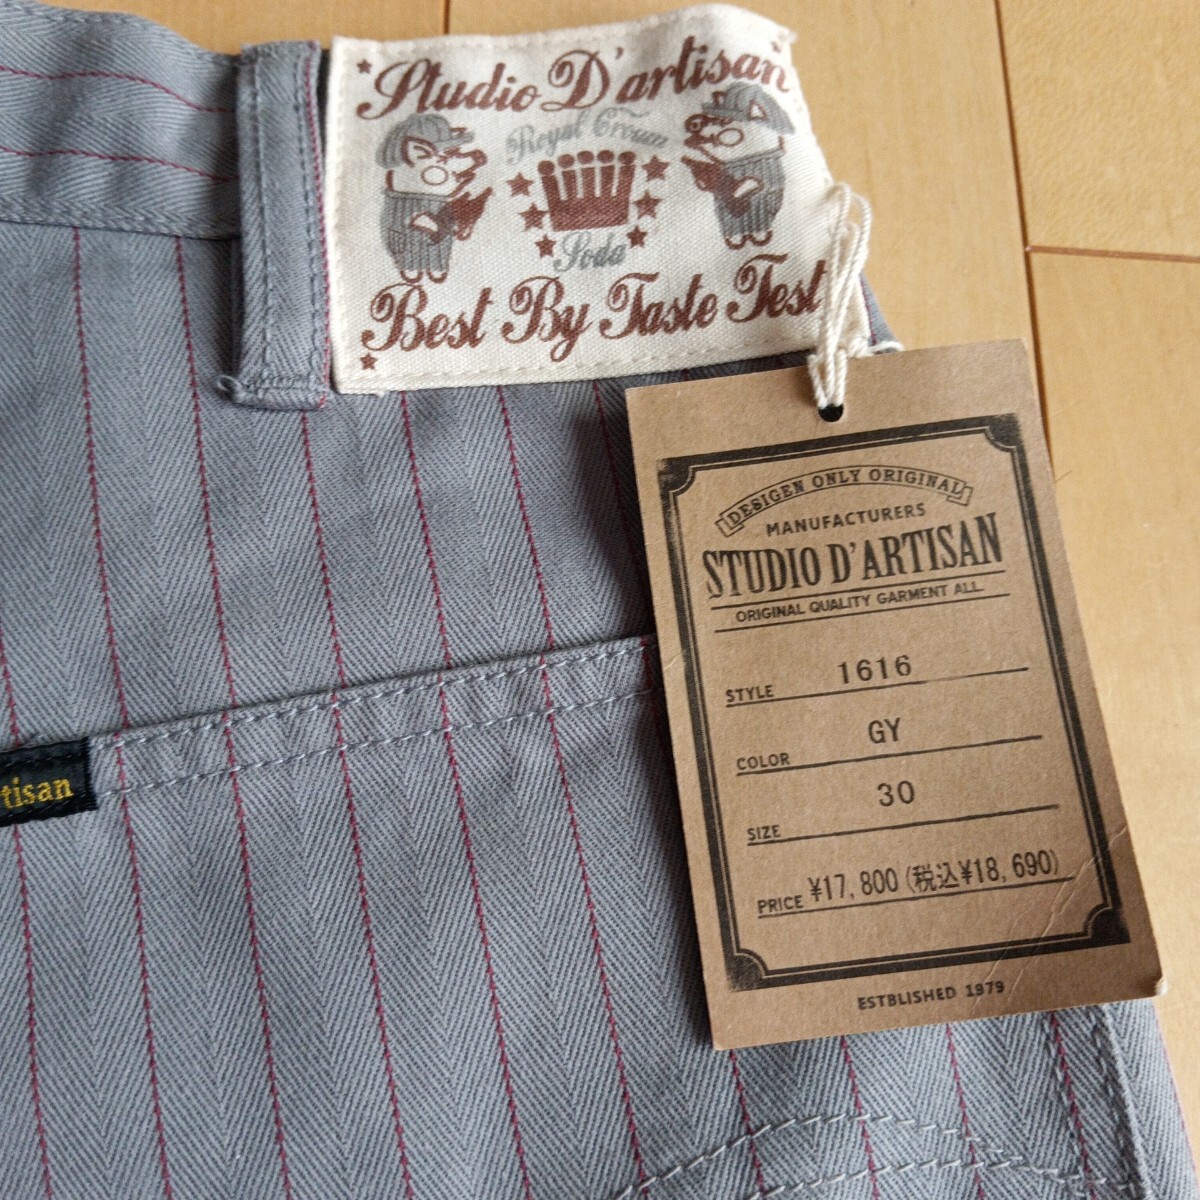 Studio D'artisan
Royal Crown
Soda
Best By Taste Test
tisan
DESIGEN ONLY ORIGINAL
MANUFACTURERS
STUDIO D'ARTISAN
ORIGINAL QUALITY GARMENT ALL
STYLE 1616
COLOR GY
SIZE 30
PRICE ¥17,800(税込¥18,690)
ESTBLISHED 1979